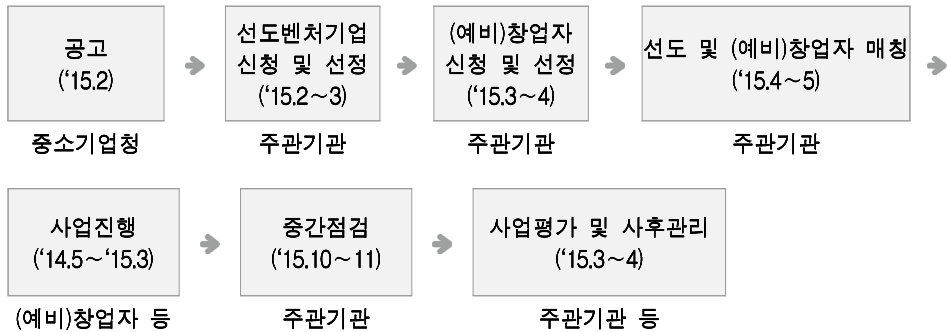 공고
(‘15.2)
중소기업청
선도벤처기업
신청 및 선정
(‘15.2~3)
주관기관
(예비)창업자
신청 및 선정
(‘15.3~4)
주관기관
선도 및 (예비)창업자 매칭
(‘15.4~5)
주관기관
사업진행
(‘14.5~‘15.3)
(예비)창업자 등
중간점검
(‘15.10~11)
주관기관
사업평가 및 사후관리
(‘15.3~4)
주관기관 등